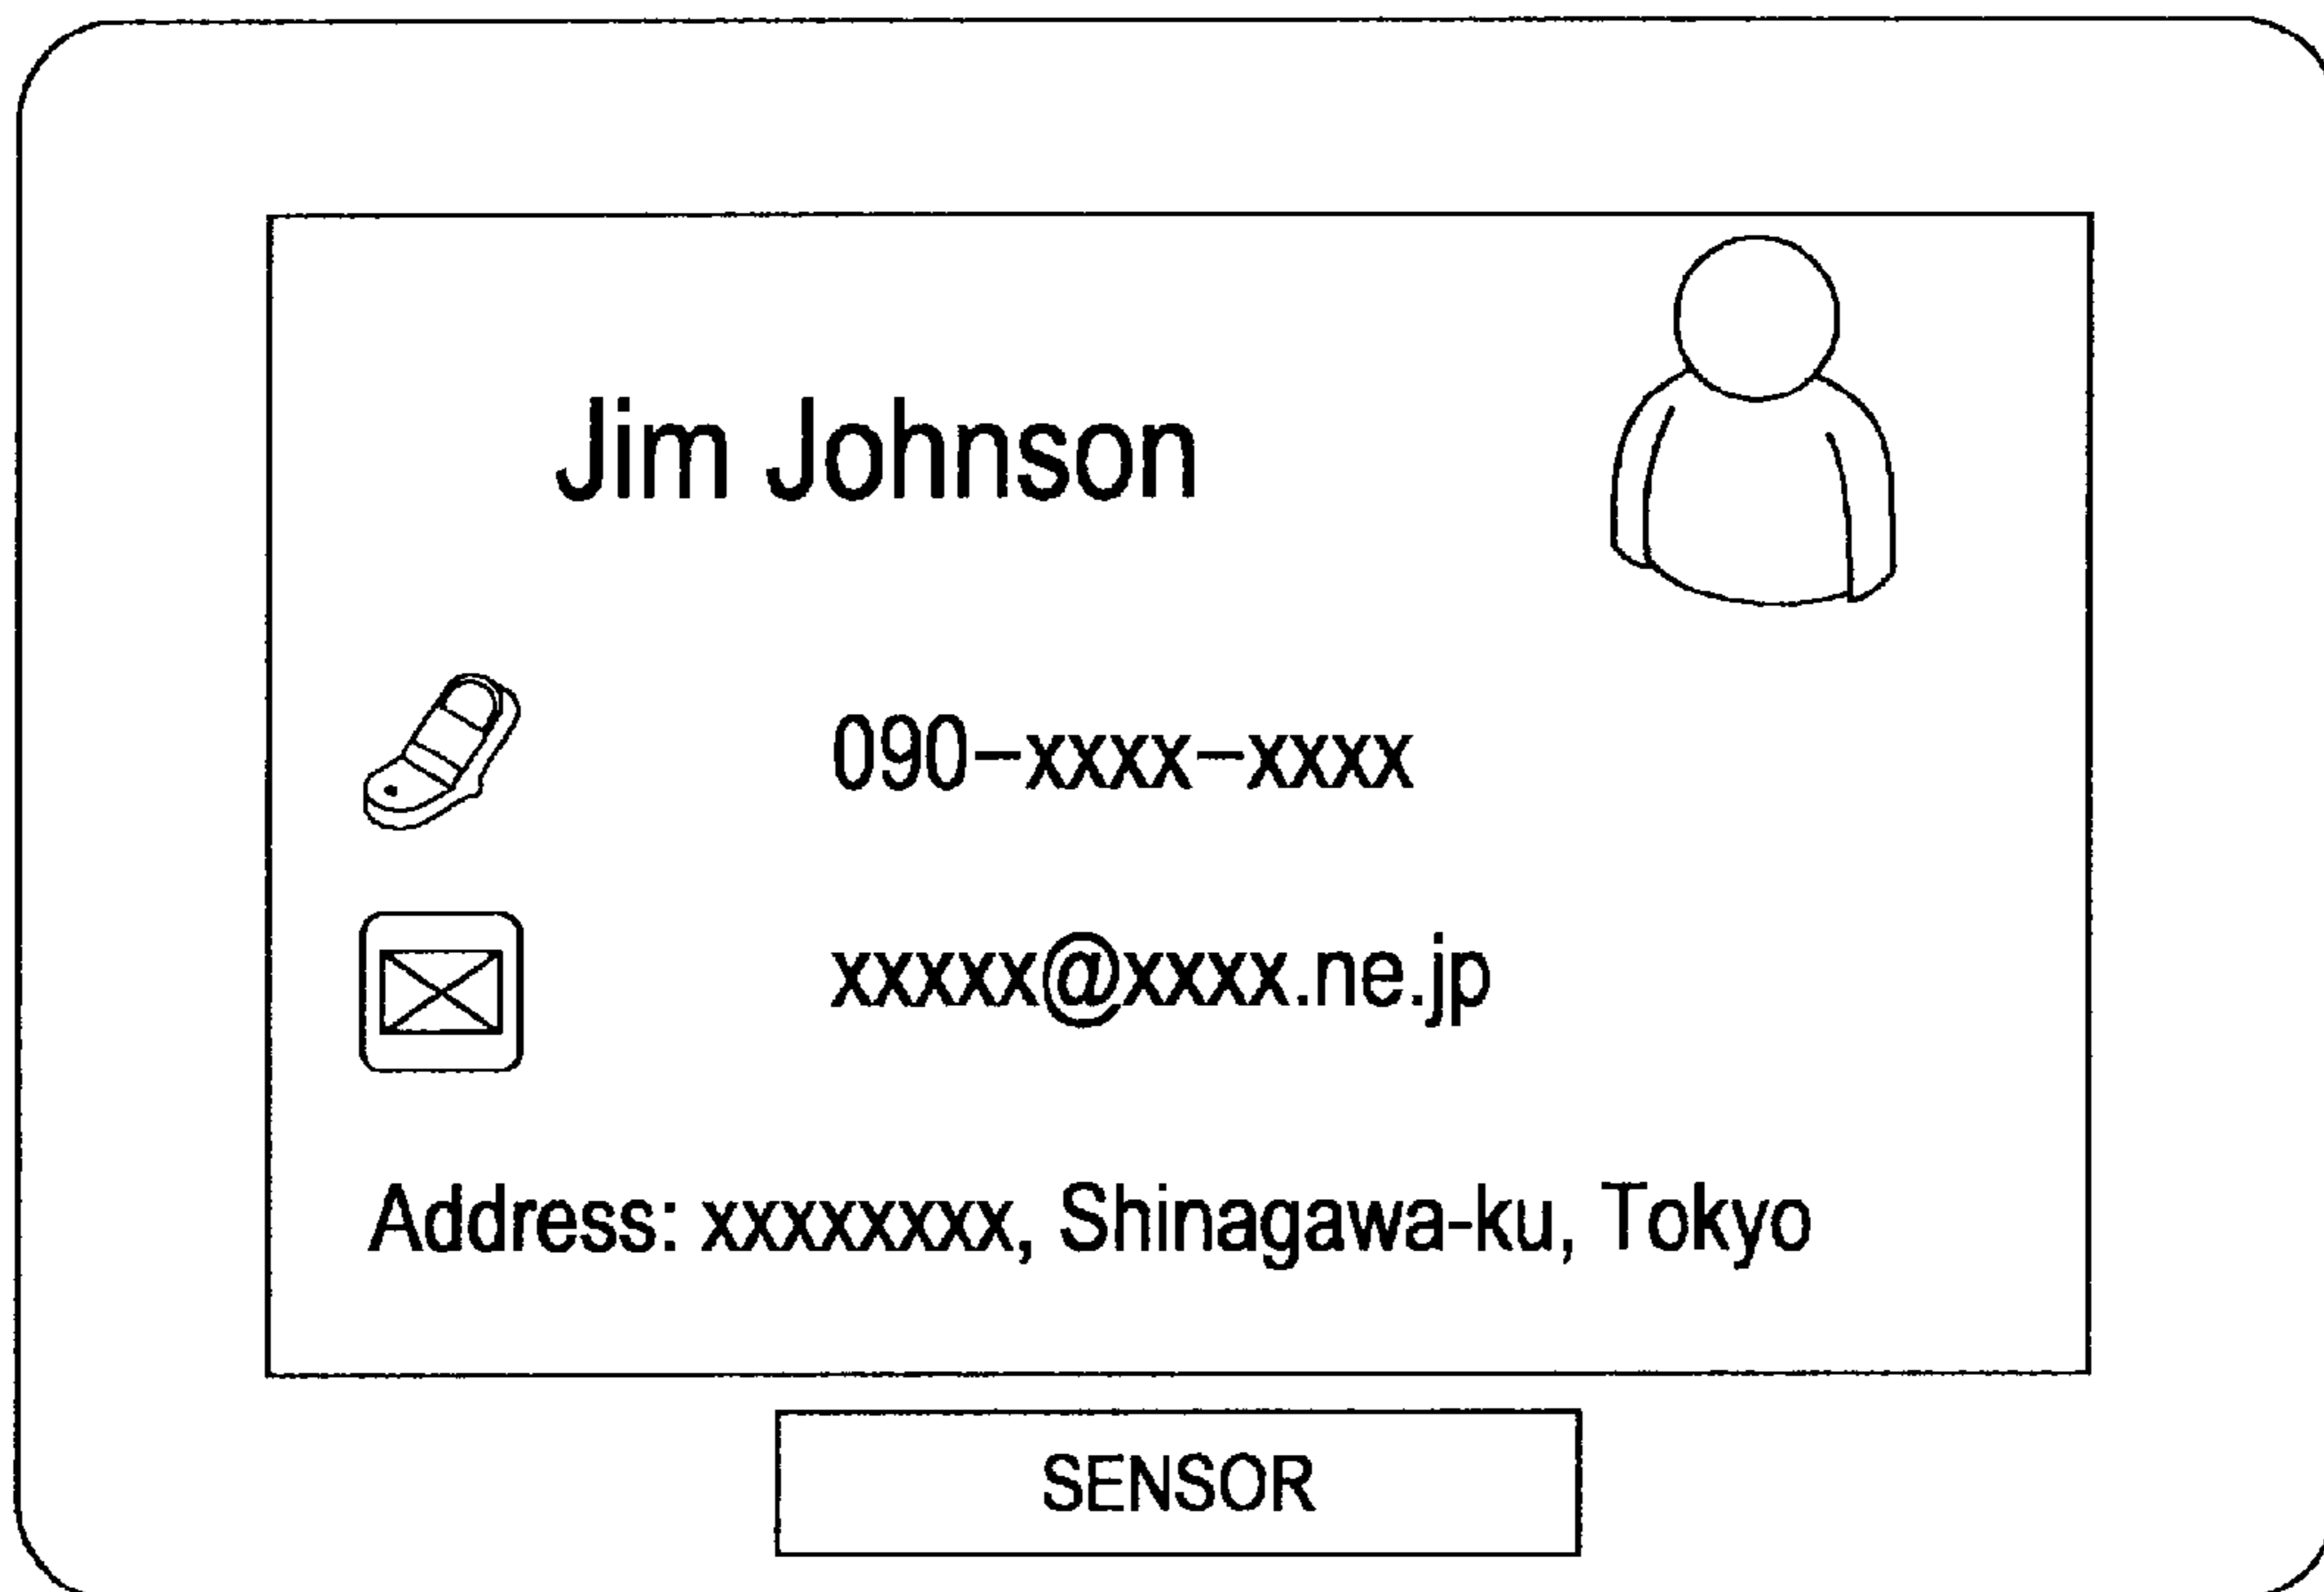 Jim Johnson
090-xxxx-xxxx
xxxxx@xxxx.ne.jp
Address: xxxxxxxx, Shinagawa-ku, Tokyo
SENSOR